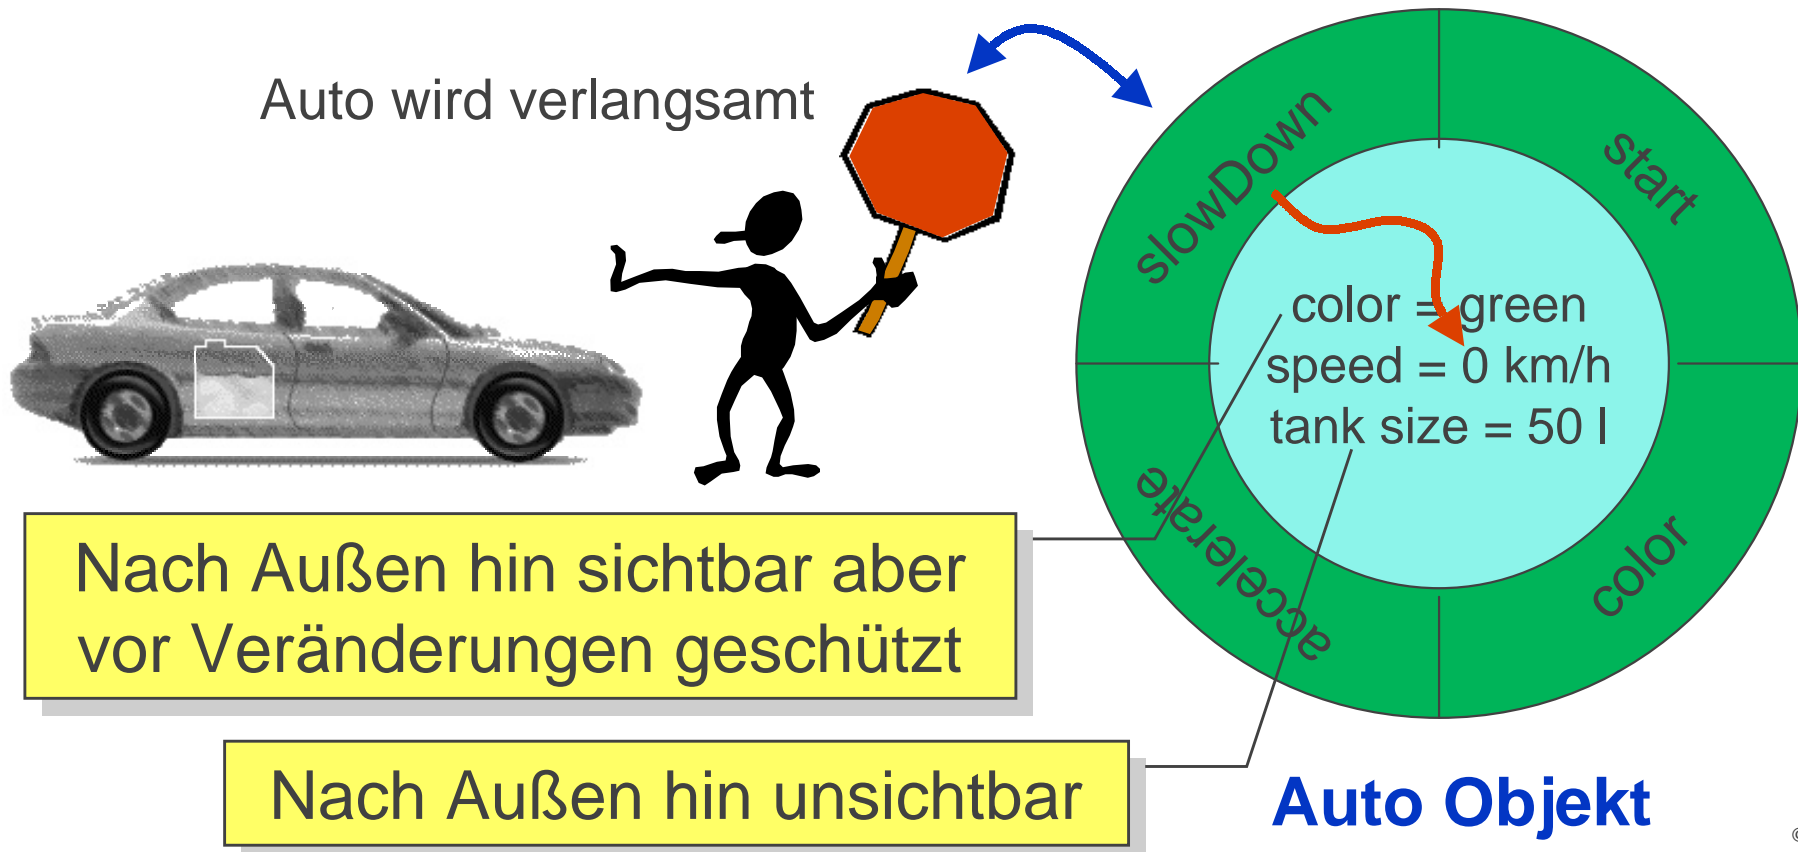 Auto wird verlangsamt
slowDown
start
color = green
speed = 0 km/h
tank size = 50 l
accelerate
color
Nach Außen hin sichtbar aber
vor Veränderungen geschützt
Nach Außen hin unsichtbar
Auto Objekt
©